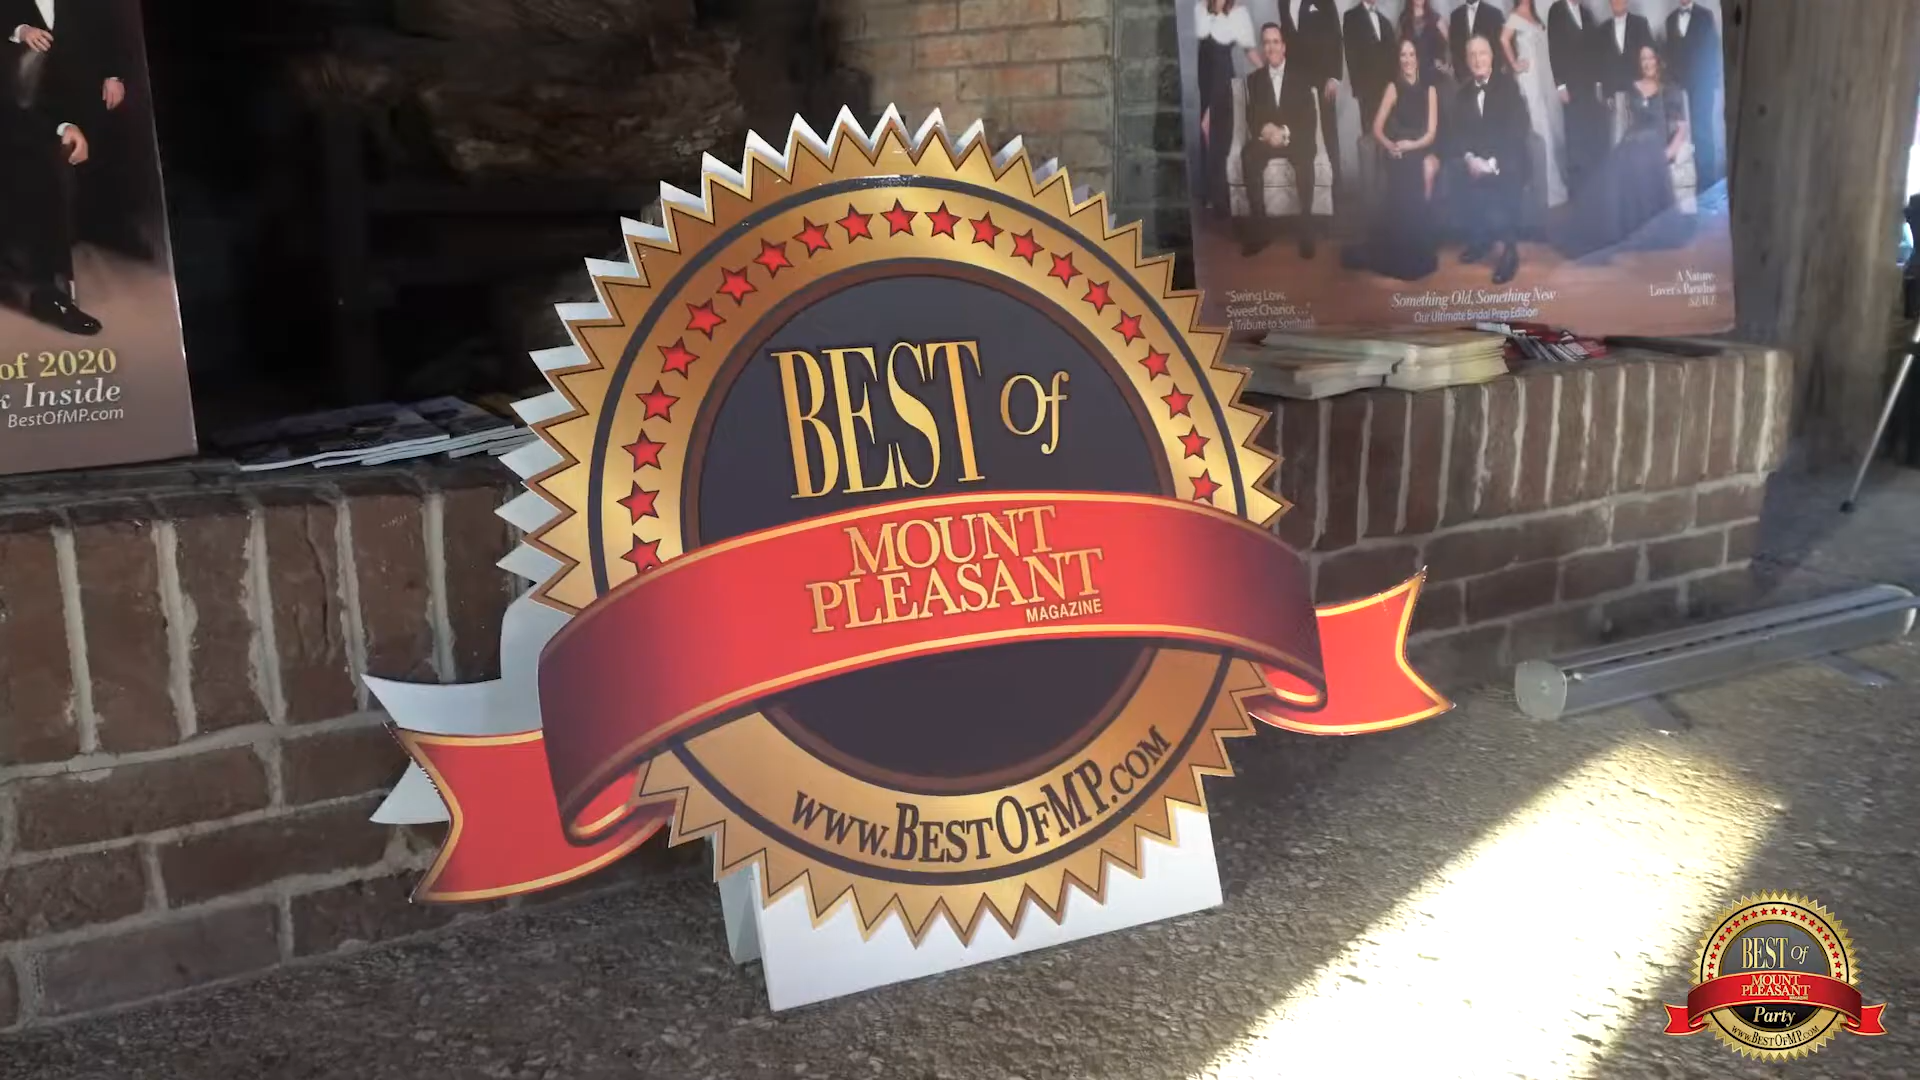 of 2020
k Inside
BestOfMP.com
BEST Of
MOUNT
PLEASANT
MAGAZINE
www.BestOfMP.com
"Swing Low,
Sweet Chariot ..."
A Tribute to Spirituals
Something Old, Something New
Our Ultimate Bridal Prep Edition
A Nature
Lover's Paradise
BEST Of
MOUNT
PLEASANT
MAGAZINE
Party
www.BestOfMP.com